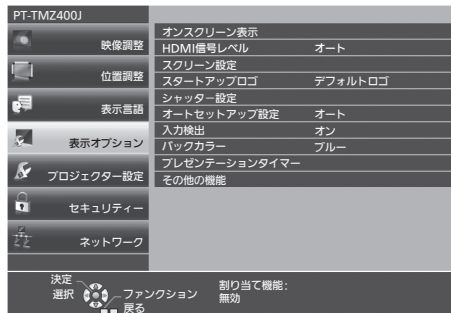 PT-TMZ400J
映像調整
位置調整
表示言語
表示オプション
プロジェクター設定
セキュリティー
ネットワーク
オンスクリーン表示
HDMI信号レベル オート
スクリーン設定
スタートアップロゴ デフォルトロゴ
シャッター設定
オートセットアップ設定 オート
入力検出 オン
バックカラー ブルー
プレゼンテーションタイマー
その他の機能
決定
選択
ファンクション
戻る
割り当て機能:
無効